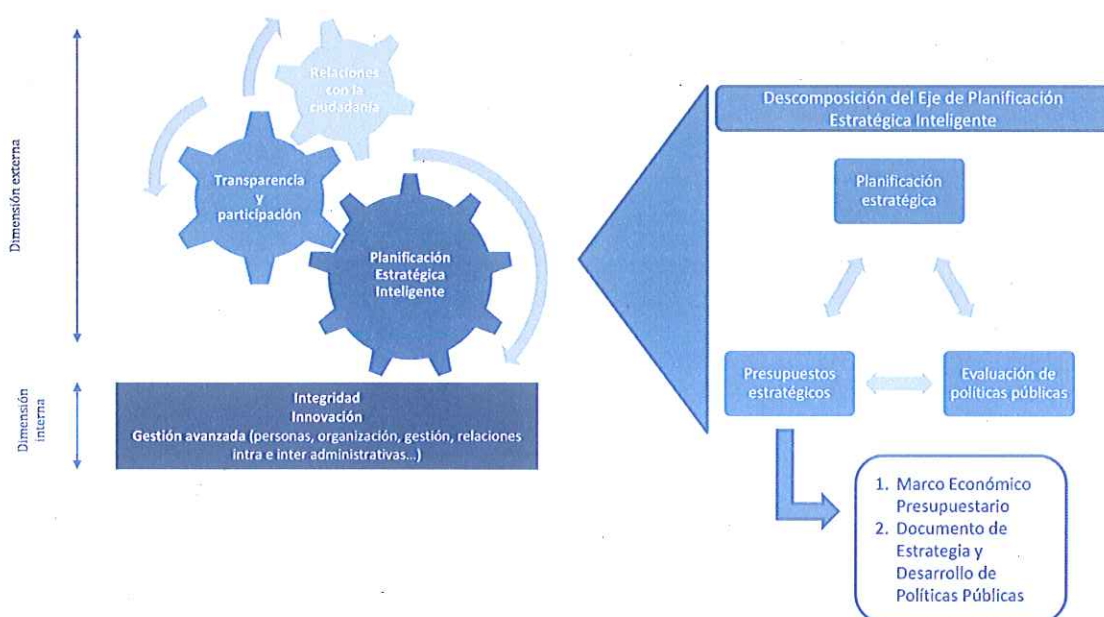 Dimensión externa
Relaciones
con la
ciudadanía
Transparencia
y
participación
Planificación
Estratégica
Inteligente
Dimensión
interna
Integridad
Innovación
Gestión avanzada (personas, organización, gestión, relaciones
intra e inter administrativas...)
Descomposición del Eje de Planificación
Estratégica Inteligente
Planificación
estratégica
Presupuestos
estratégicos
Evaluación de
políticas públicas
1. Marco Económico
Presupuestario
2. Documento de
Estrategia y
Desarrollo de
Políticas Públicas